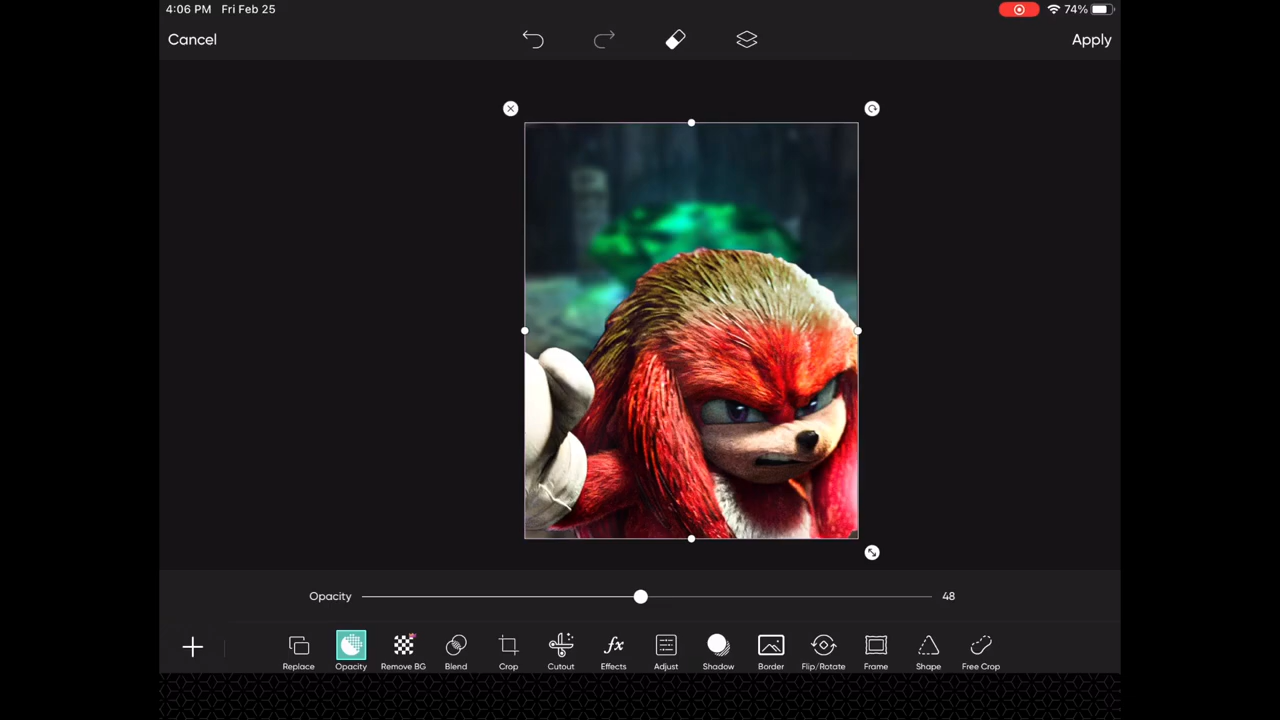 4:06 PM Fri Feb 25
74%
Cancel
Apply
Opacity
48
Replace
Opacity
Remove BG
Blend
Crop
Cutout
Effects
Adjust
Shadow
Border
Flip/Rotate
Frame
Shape
Free Crop